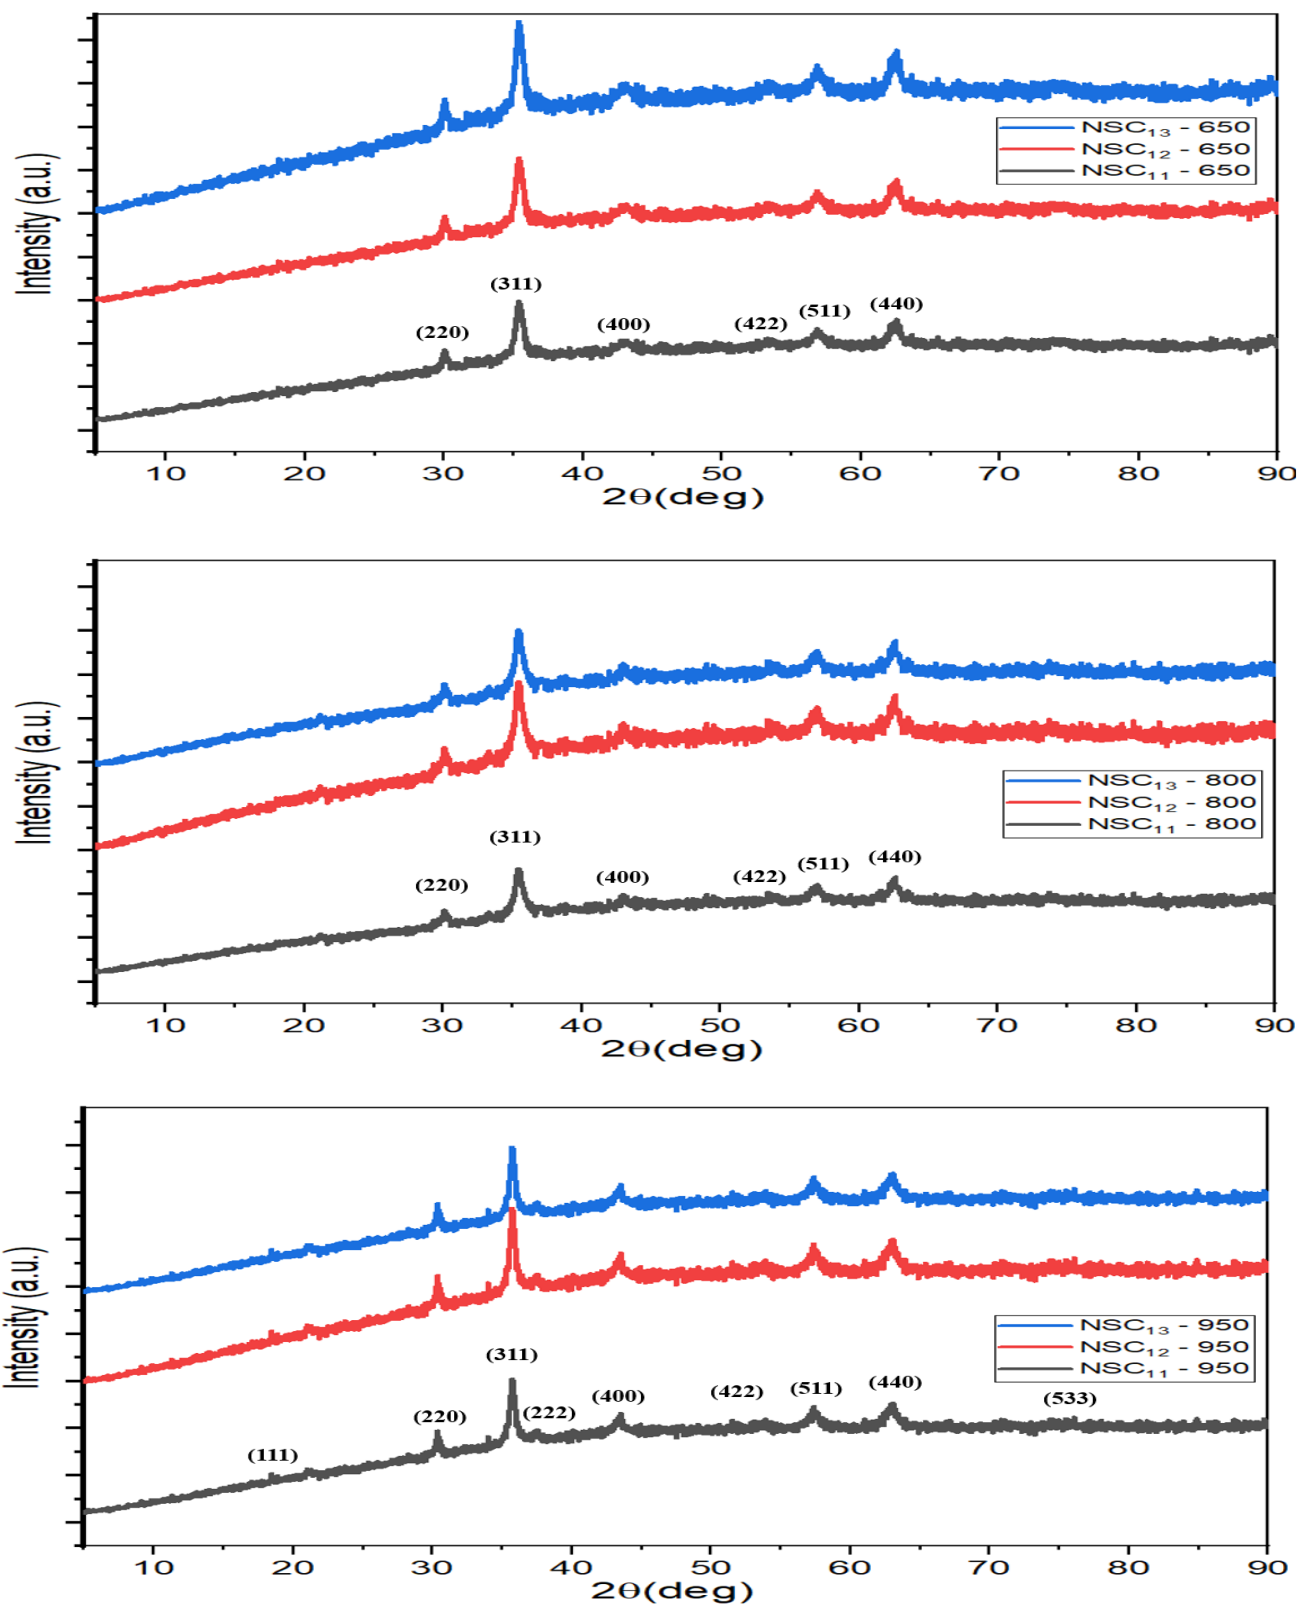 Intensity (a.u.)
NSC₁₃ - 650
NSC₁₂ - 650
NSC₁₁ - 650
(311)
(220)
(400)
(422)
(511)
(440)
10 20 30 40 50 60 70 80 90
2θ(deg)
Intensity (a.u.)
NSC₁₃ - 800
NSC₁₂ - 800
NSC₁₁ - 800
(311)
(220)
(400)
(422)
(511)
(440)
10 20 30 40 50 60 70 80 90
2θ(deg)
Intensity (a.u.)
NSC₁₃ - 950
NSC₁₂ - 950
NSC₁₁ - 950
(111)
(220)
(311)
(222)
(400)
(422)
(511)
(440)
(533)
10 20 30 40 50 60 70 80 90
2θ(deg)